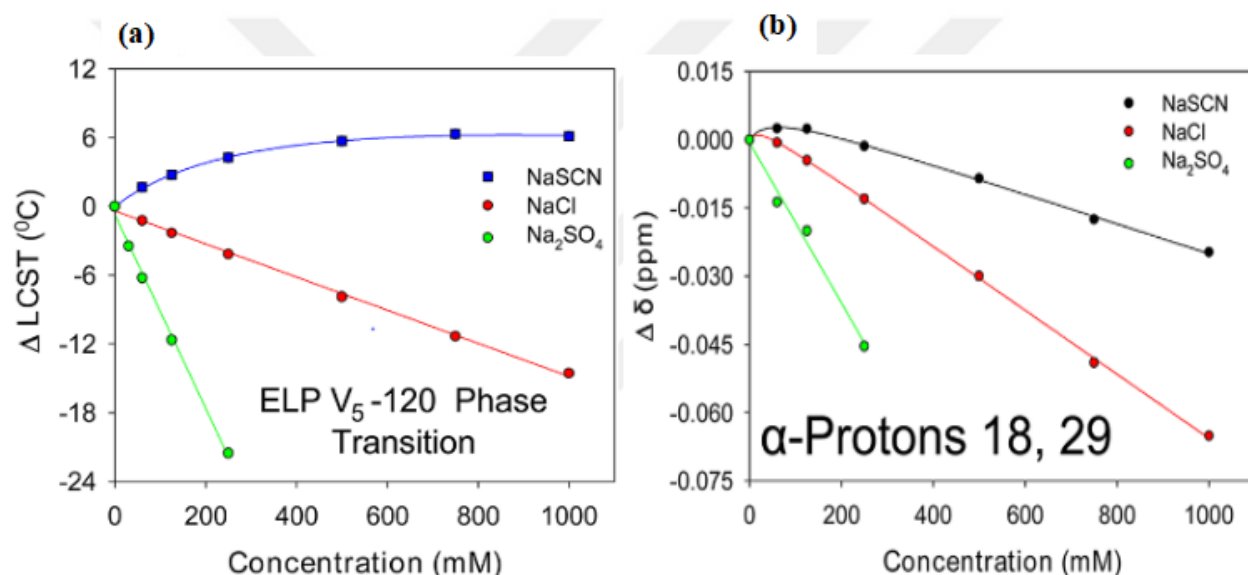 (a)
12
6
0
-6
-12
-18
-24
Δ LCST (⁰C)
NaSCN
NaCl
Na₂SO₄
ELP V₅ -120 Phase
Transition
0 200 400 600 800 1000
Concentration (mM)
(b)
0.015
0.000
-0.015
-0.030
-0.045
-0.060
-0.075
Δ δ (ppm)
NaSCN
NaCl
Na₂SO₄
α-Protons 18, 29
0 200 400 600 800 1000
Concentration (mM)